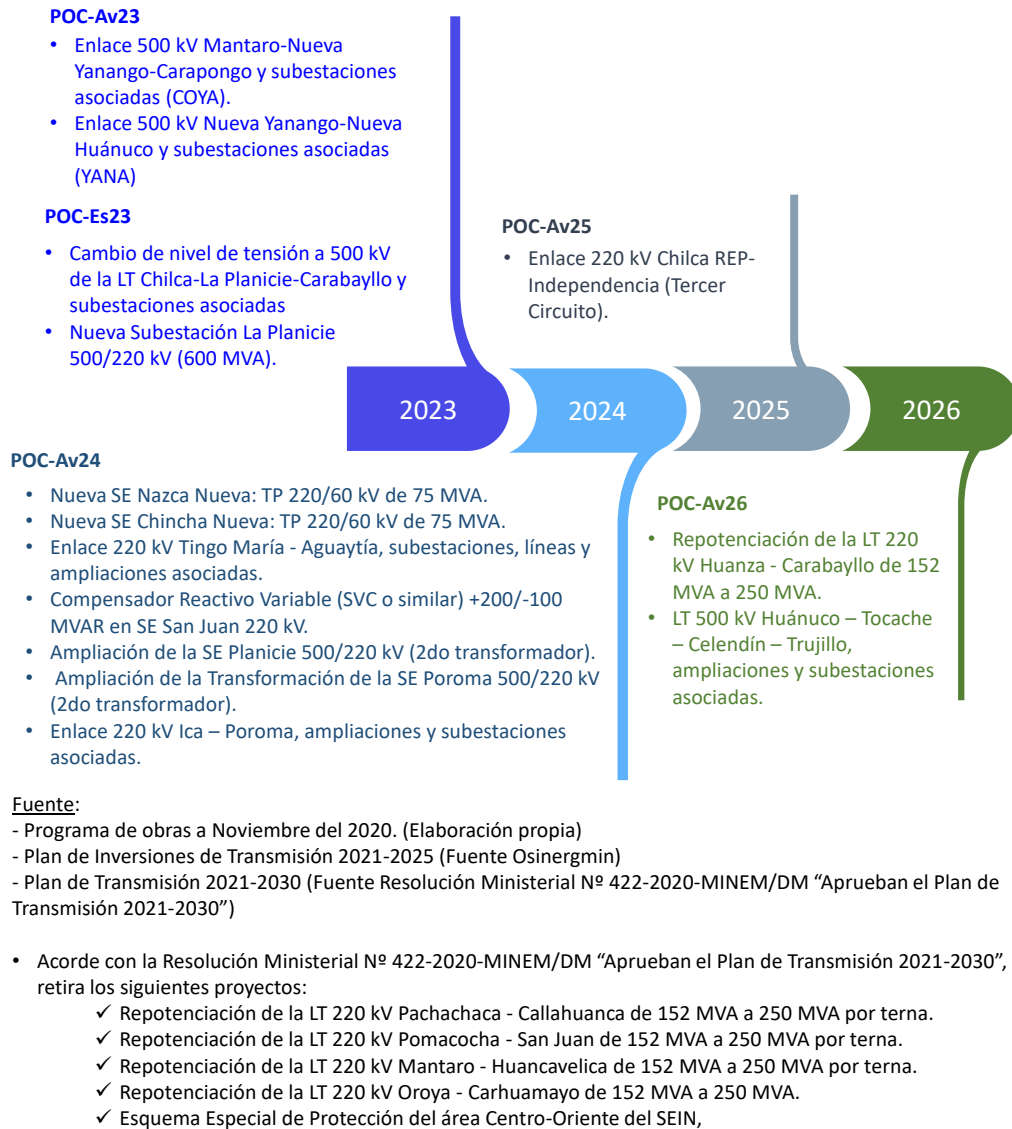 POC-Av23
• Enlace 500 kV Mantaro-Nueva
Yanango-Carapongo y subestaciones
asociadas (COYA).
• Enlace 500 kV Nueva Yanango-Nueva
Huánuco y subestaciones asociadas
(YANA)
POC-Es23
• Cambio de nivel de tensión a 500 kV
de la LT Chilca-La Planicie-Carabayllo y
subestaciones asociadas
• Nueva Subestación La Planicie
500/220 kV (600 MVA).
POC-Av25
• Enlace 220 kV Chilca REP-
Independencia (Tercer
Circuito).
2023
2024
2025
2026
POC-Av24
• Nueva SE Nazca Nueva: TP 220/60 kV de 75 MVA.
• Nueva SE Chincha Nueva: TP 220/60 kV de 75 MVA.
• Enlace 220 kV Tingo María - Aguaytía, subestaciones, líneas y
ampliaciones asociadas.
• Compensador Reactivo Variable (SVC o similar) +200/-100
MVAR en SE San Juan 220 kV.
• Ampliación de la SE Planicie 500/220 kV (2do transformador).
• Ampliación de la Transformación de la SE Poroma 500/220 kV
(2do transformador).
• Enlace 220 kV Ica – Poroma, ampliaciones y subestaciones
asociadas.
POC-Av26
• Repotenciación de la LT 220
kV Huanza - Carabayllo de 152
MVA a 250 MVA.
• LT 500 kV Huánuco – Tocache
– Celendín – Trujillo,
ampliaciones y subestaciones
asociadas.
Fuente:
- Programa de obras a Noviembre del 2020. (Elaboración propia)
- Plan de Inversiones de Transmisión 2021-2025 (Fuente Osinergmin)
- Plan de Transmisión 2021-2030 (Fuente Resolución Ministerial Nº 422-2020-MINEM/DM “Aprueban el Plan de
Transmisión 2021-2030”)
• Acorde con la Resolución Ministerial Nº 422-2020-MINEM/DM “Aprueban el Plan de Transmisión 2021-2030”,
retira los siguientes proyectos:
✓ Repotenciación de la LT 220 kV Pachachaca - Callahuanca de 152 MVA a 250 MVA por terna.
✓ Repotenciación de la LT 220 kV Pomacocha - San Juan de 152 MVA a 250 MVA por terna.
✓ Repotenciación de la LT 220 kV Mantaro - Huancavelica de 152 MVA a 250 MVA por terna.
✓ Repotenciación de la LT 220 kV Oroya - Carhuamayo de 152 MVA a 250 MVA.
✓ Esquema Especial de Protección del área Centro-Oriente del SEIN,